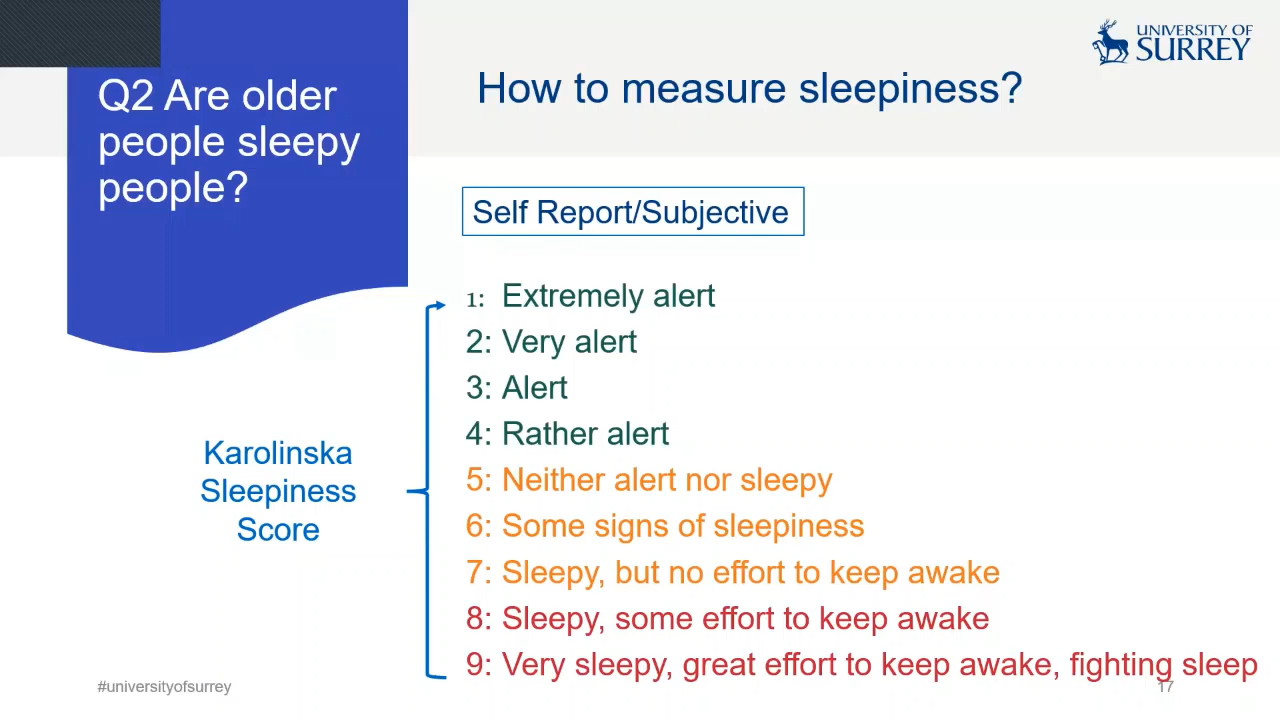 UNIVERSITY OF
SURREY
Q2 Are older
people sleepy
people?
How to measure sleepiness?
Self Report/Subjective
Karolinska
Sleepiness
Score
1: Extremely alert
2: Very alert
3: Alert
4: Rather alert
5: Neither alert nor sleepy
6: Some signs of sleepiness
7: Sleepy, but no effort to keep awake
8: Sleepy, some effort to keep awake
9: Very sleepy, great effort to keep awake, fighting sleep
#universityofsurrey
17